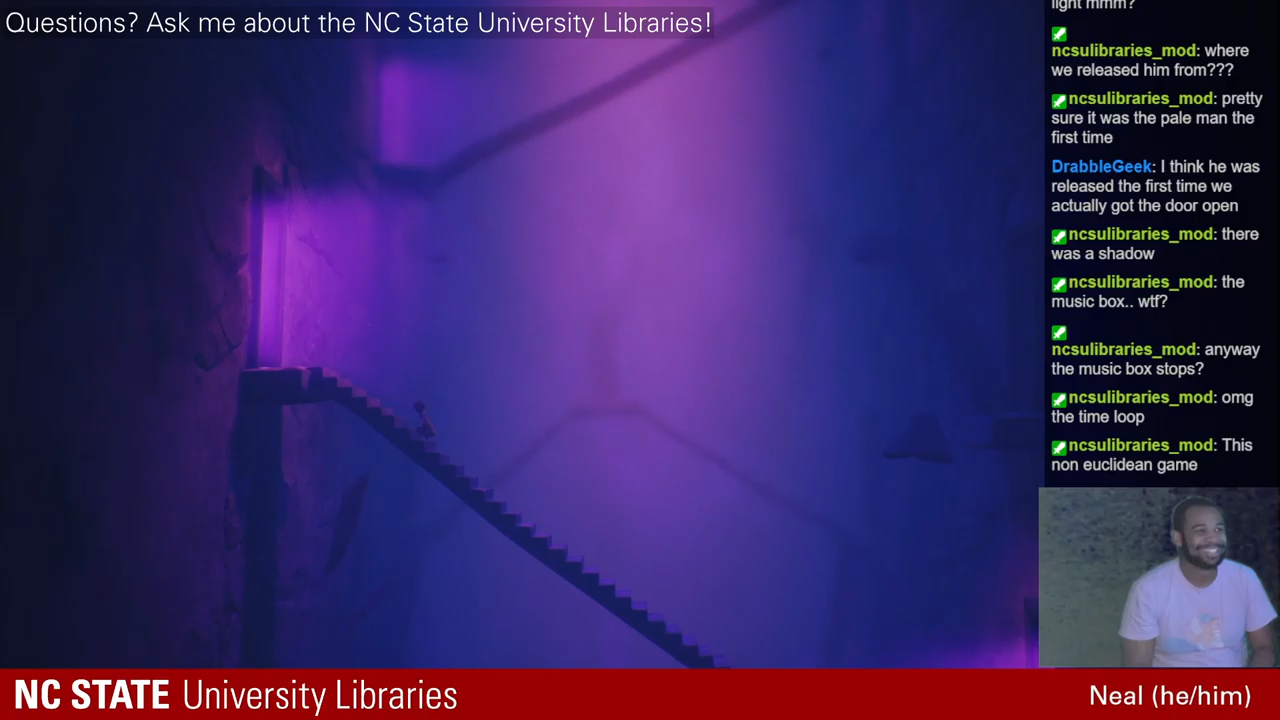 Questions? Ask me about the NC State University Libraries!
light mmm?
ncsulibraries_mod: where
we released him from???
ncsulibraries_mod: pretty
sure it was the pale man the
first time
DrabbleGeek: I think he was
released the first time we
actually got the door open
ncsulibraries_mod: there
was a shadow
ncsulibraries_mod: the
music box.. wtf?
ncsulibraries_mod: anyway
the music box stops?
ncsulibraries_mod: omg
the time loop
ncsulibraries_mod: This
non euclidean game
NC STATE University Libraries
Neal (he/him)